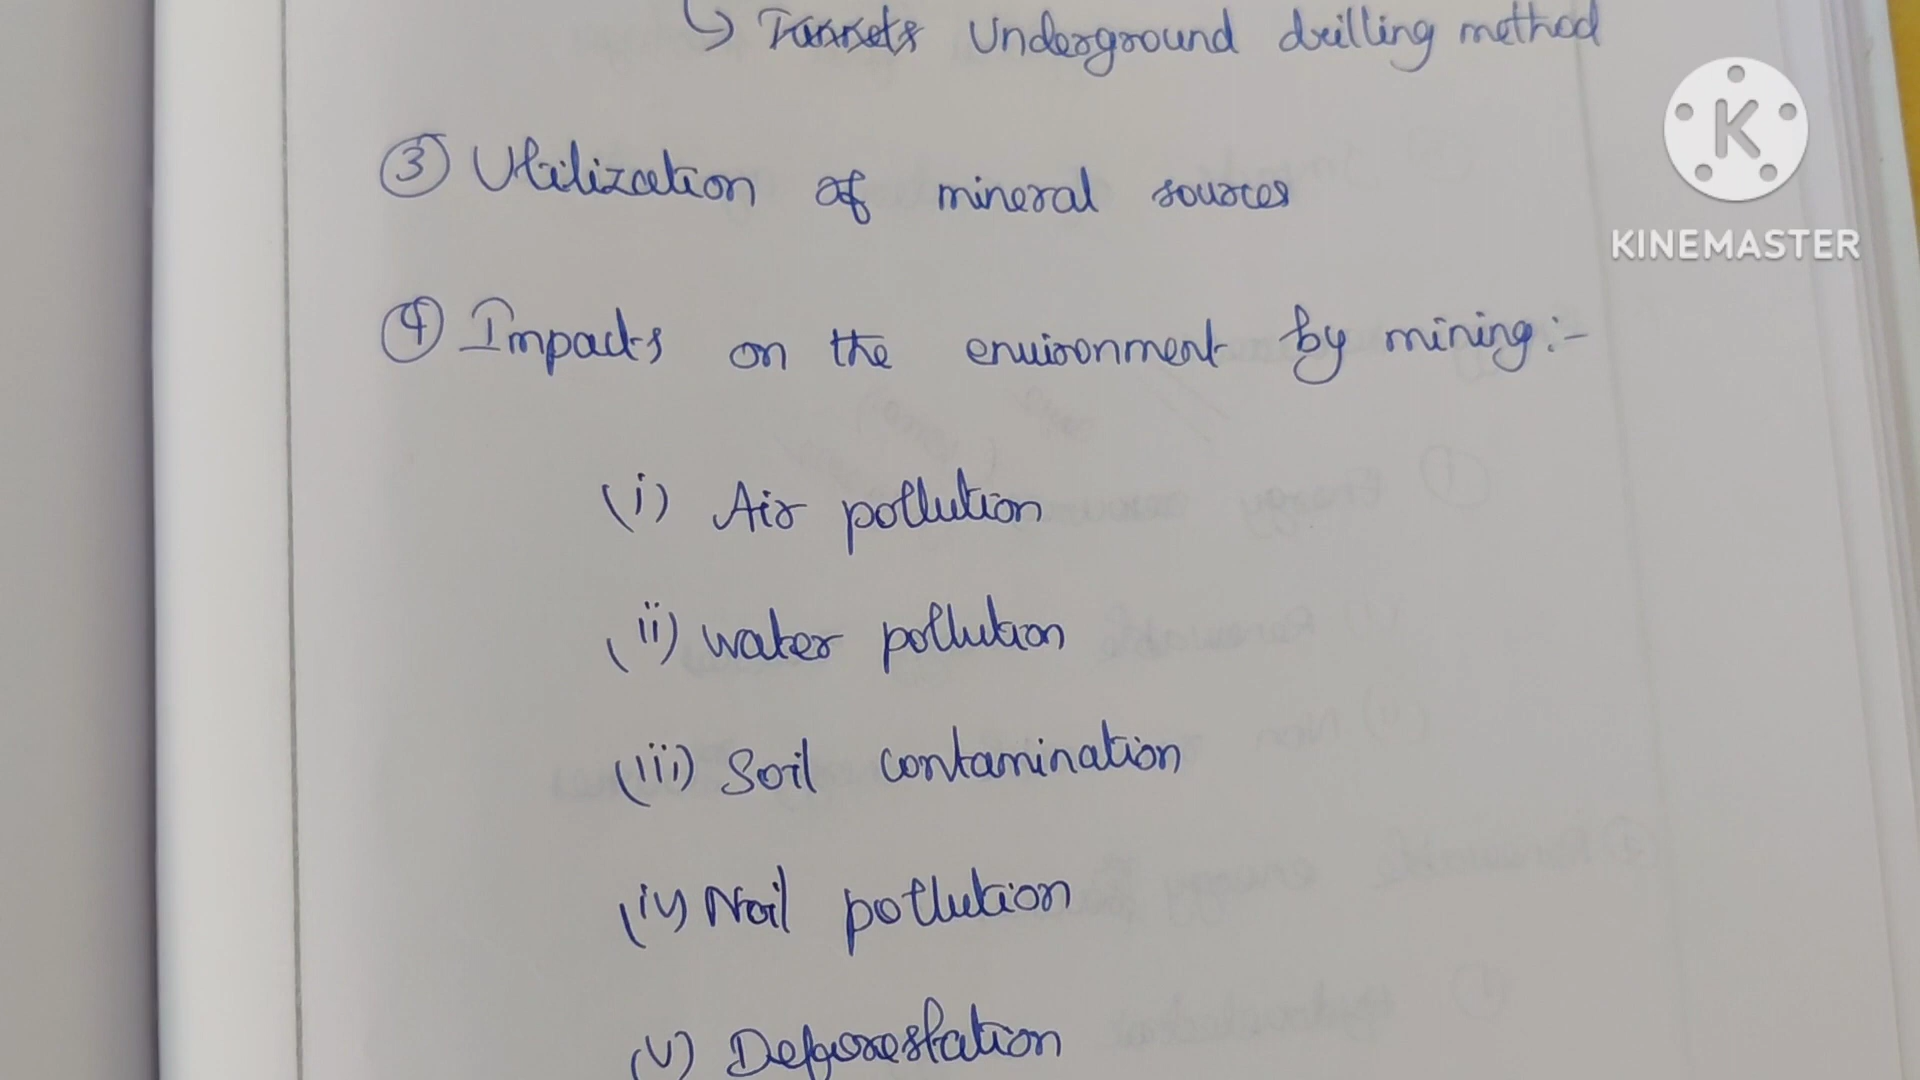 ↳ Underground drilling method
③ Utilization of mineral sources
④ Impacts on the environment by mining:-
(i) Air pollution
(ii) water pollution
(iii) Soil contamination
(iv) Noil pollution
(v) Deforestation
K
KINEMASTER